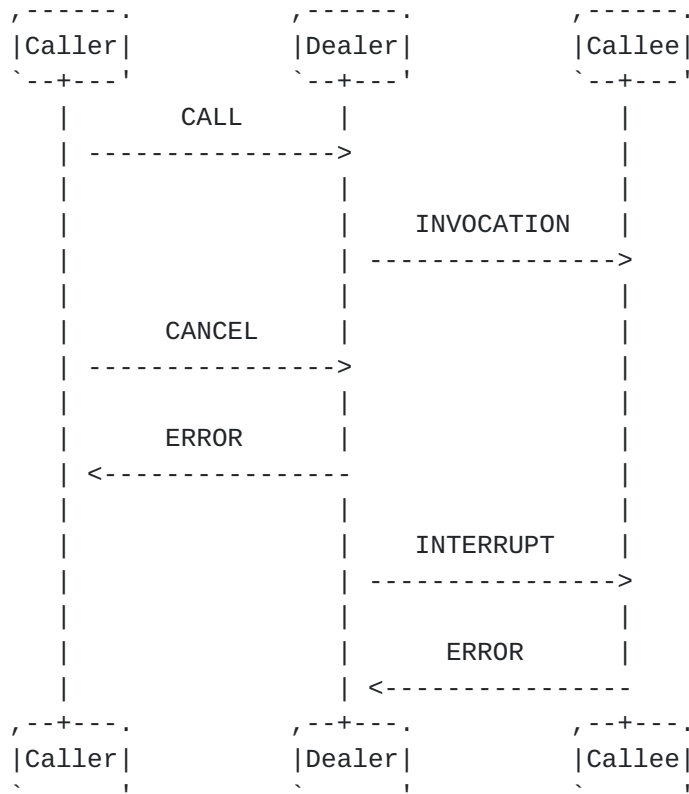 Caller Dealer Callee
CALL
INVOCATION
CANCEL
ERROR
INTERRUPT
ERROR
Caller Dealer Callee